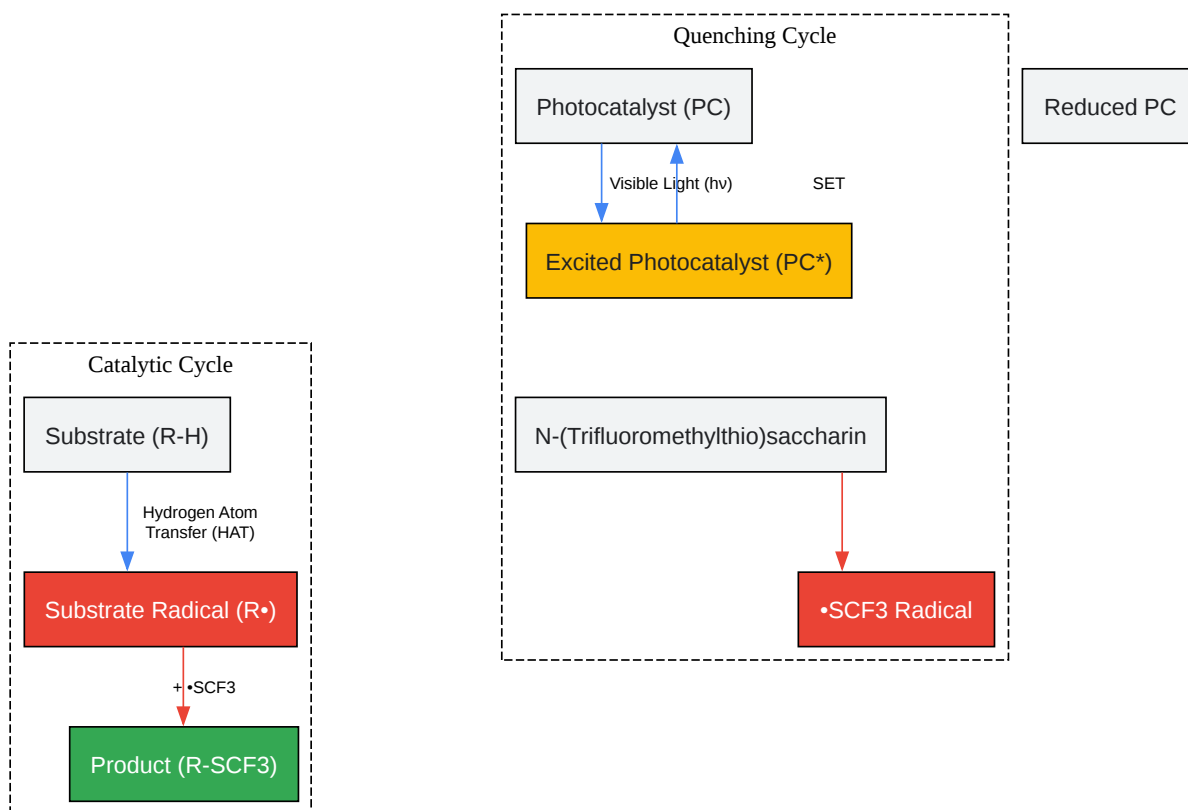 Quenching Cycle
Photocatalyst (PC)
Reduced PC
Visible Light (hν)
SET
Excited Photocatalyst (PC*)
Catalytic Cycle
Substrate (R-H)
N-(Trifluoromethylthio)saccharin
Hydrogen Atom
Transfer (HAT)
Substrate Radical (R•)
•SCF3 Radical
+ •SCF3
Product (R-SCF3)